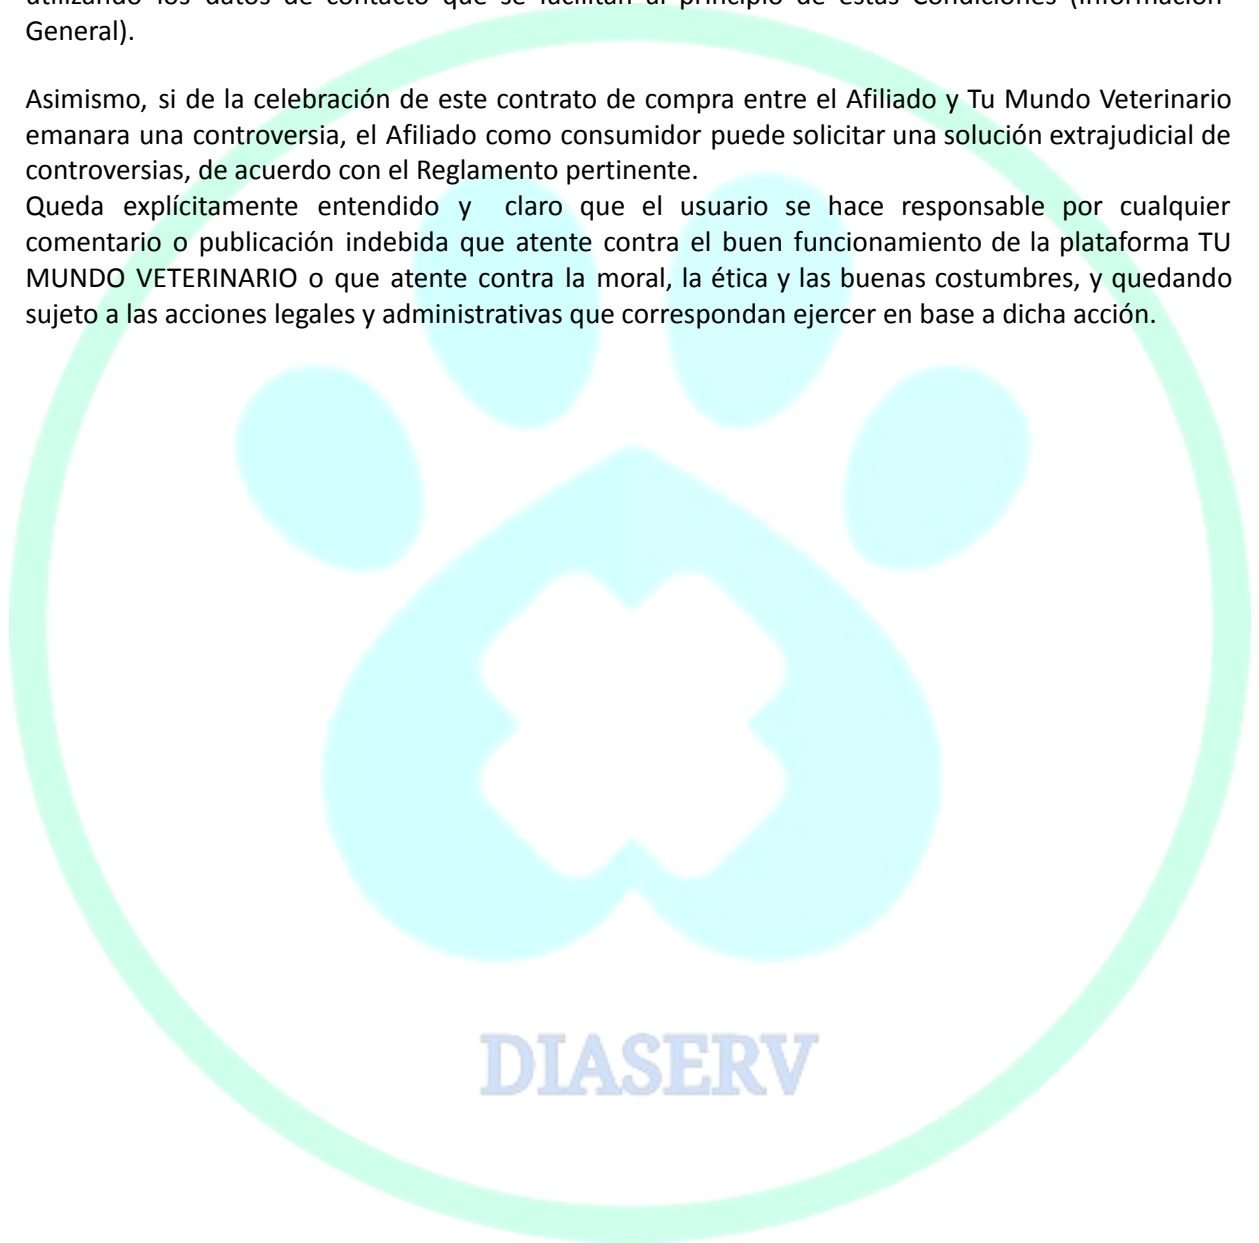 utilizando los datos de contacto que se facilitan al principio de estas Condiciones (Información
General).
Asimismo, si de la celebración de este contrato de compra entre el Afiliado y Tu Mundo Veterinario
emanara una controversia, el Afiliado como consumidor puede solicitar una solución extrajudicial de
controversias, de acuerdo con el Reglamento pertinente.
Queda explícitamente entendido y claro que el usuario se hace responsable por cualquier
comentario o publicación indebida que atente contra el buen funcionamiento de la plataforma TU
MUNDO VETERINARIO o que atente contra la moral, la ética y las buenas costumbres, y quedando
sujeto a las acciones legales y administrativas que correspondan ejercer en base a dicha acción.
DIASERV